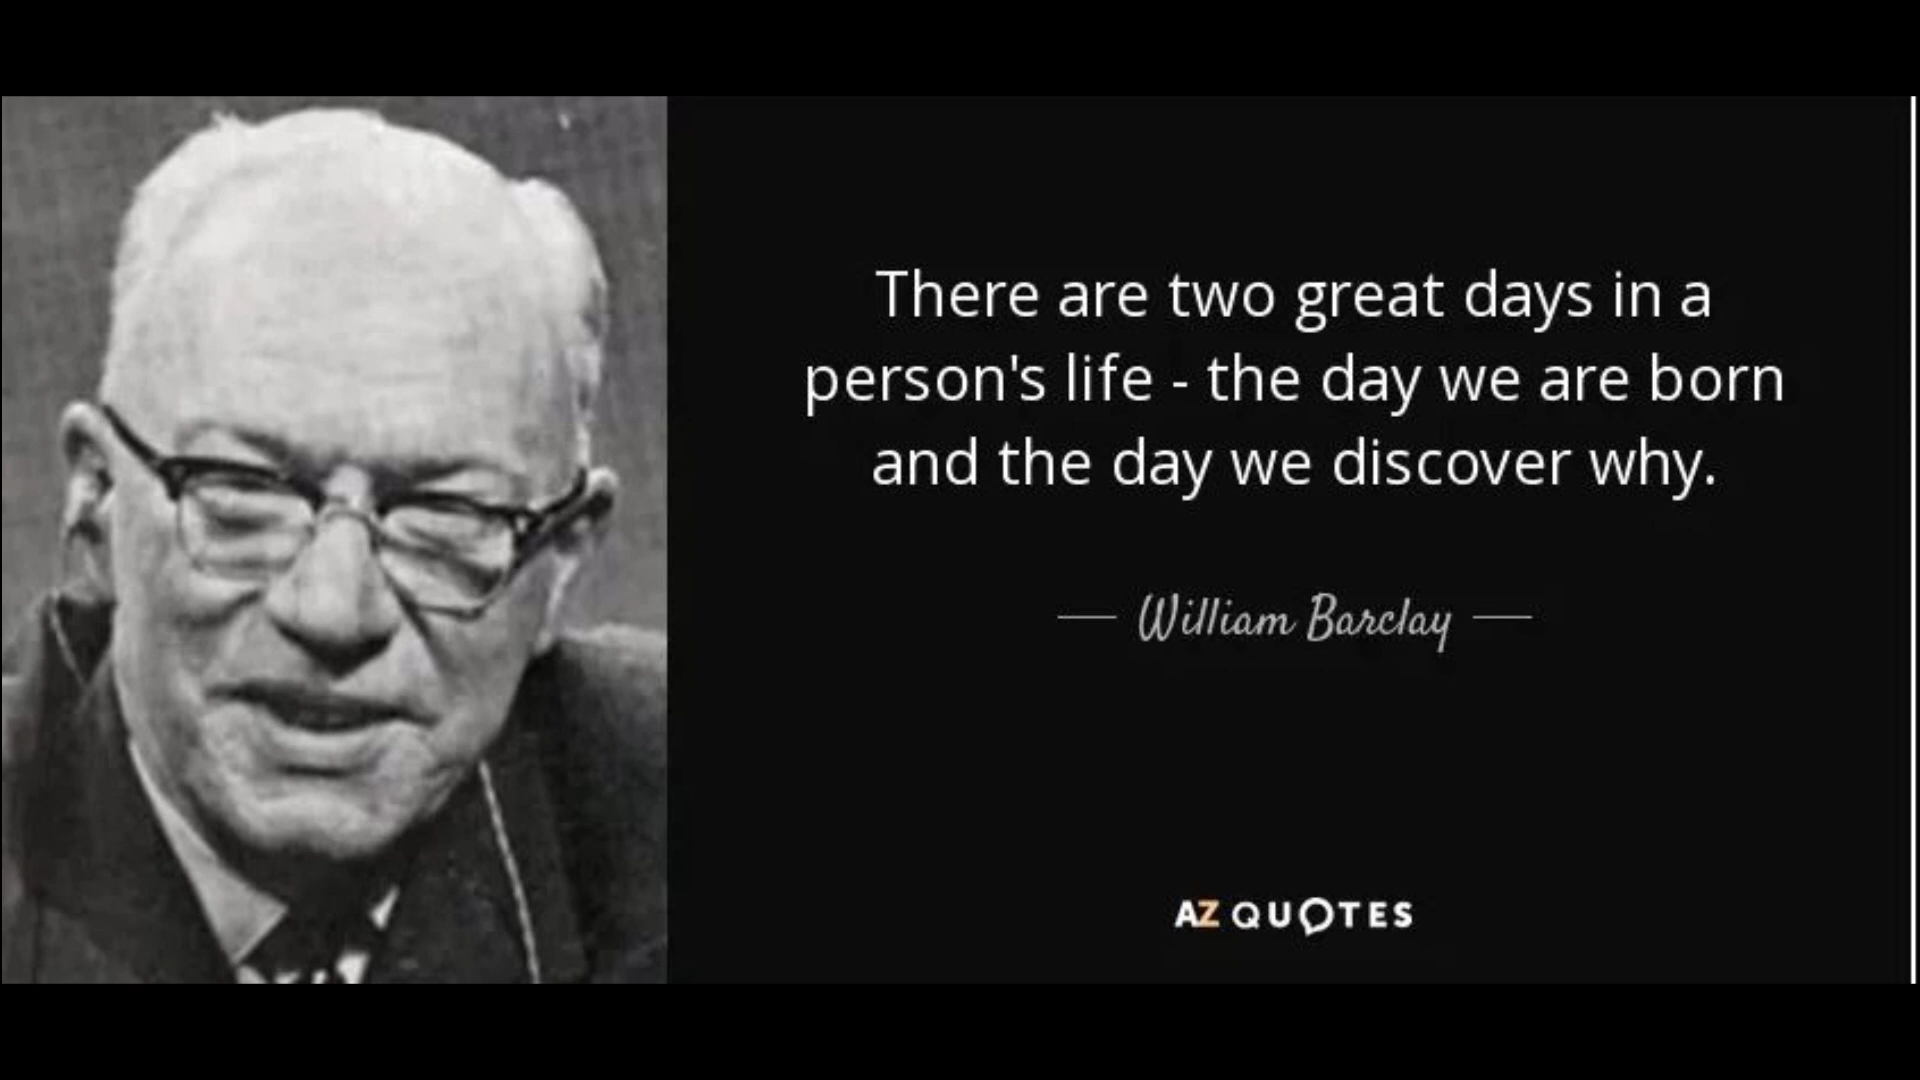 There are two great days in a
person's life - the day we are born
and the day we discover why.
— William Barclay —
AZ QUOTES